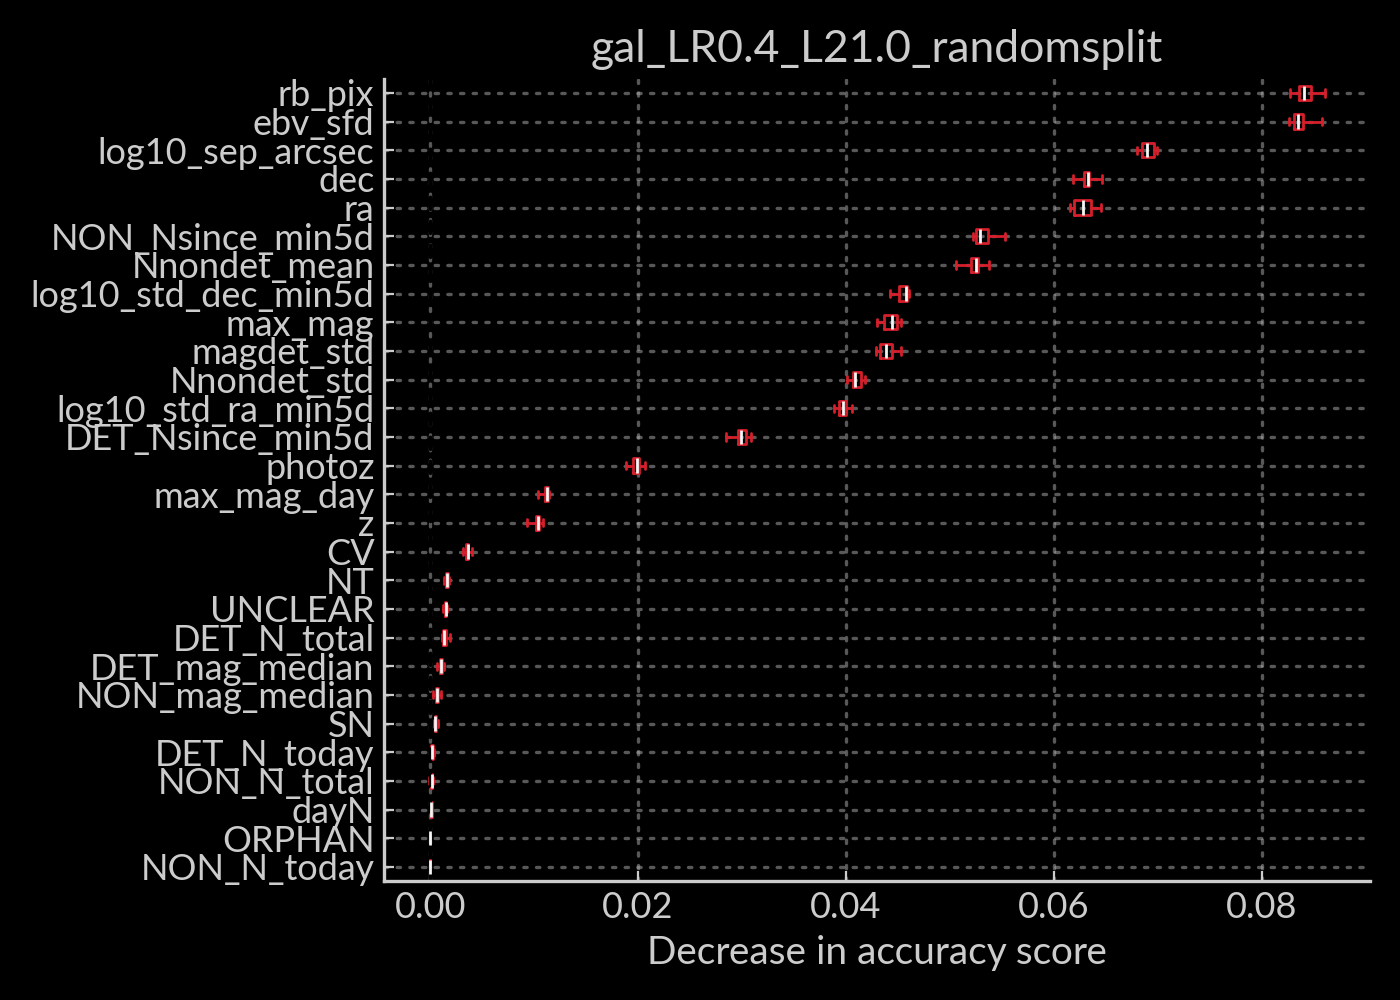 gal_LR0.4_L21.0_randomsplit
rb_pix
ebv_sfd
log10_sep_arcsec
dec
ra
NON_Nsince_min5d
Nnondet_mean
log10_std_dec_min5d
max_mag
magdet_std
Nnondet_std
log10_std_ra_min5d
DET_Nsince_min5d
photoz
max_mag_day
z
CV
NT
UNCLEAR
DET_N_total
DET_mag_median
NON_mag_median
SN
DET_N_today
NON_N_total
dayN
ORPHAN
NON_N_today
0.00 0.02 0.04 0.06 0.08
Decrease in accuracy score